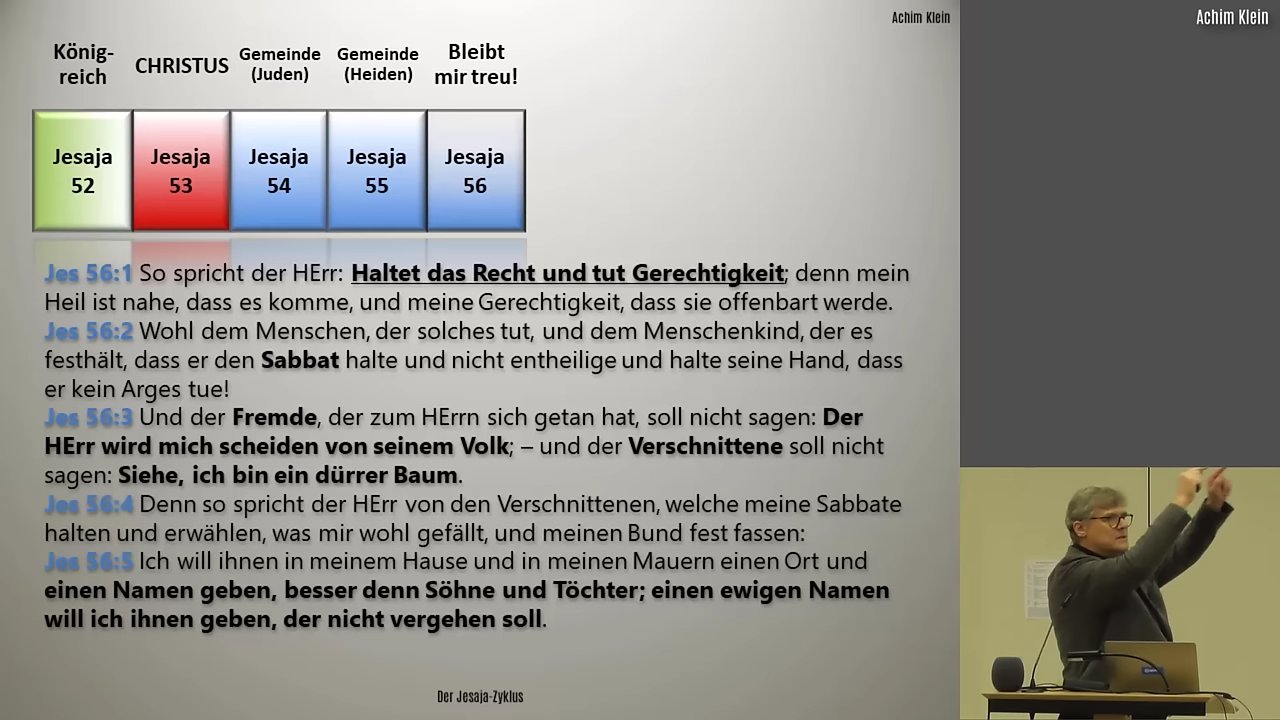 Achim Klein
Achim Klein
König-
reich
CHRISTUS
Gemeinde
(Juden)
Gemeinde
(Heiden)
Bleibt
mir treu!
Jesaja
52
Jesaja
53
Jesaja
54
Jesaja
55
Jesaja
56
Jes 56:1 So spricht der HErr: Haltet das Recht und tut Gerechtigkeit; denn mein
Heil ist nahe, dass es komme, und meine Gerechtigkeit, dass sie offenbart werde.
Jes 56:2 Wohl dem Menschen, der solches tut, und dem Menschenkind, der es
festhält, dass er den Sabbat halte und nicht entheilige und halte seine Hand, dass
er kein Arges tue!
Jes 56:3 Und der Fremde, der zum HErrn sich getan hat, soll nicht sagen: Der
HErr wird mich scheiden von seinem Volk; – und der Verschnittene soll nicht
sagen: Siehe, ich bin ein dürrer Baum.
Jes 56:4 Denn so spricht der HErr von den Verschnittenen, welche meine Sabbate
halten und erwählen, was mir wohl gefällt, und meinen Bund fest fassen:
Jes 56:5 Ich will ihnen in meinem Hause und in meinen Mauern einen Ort und
einen Namen geben, besser denn Söhne und Töchter; einen ewigen Namen
will ich ihnen geben, der nicht vergehen soll.
Der Jesaja-Zyklus